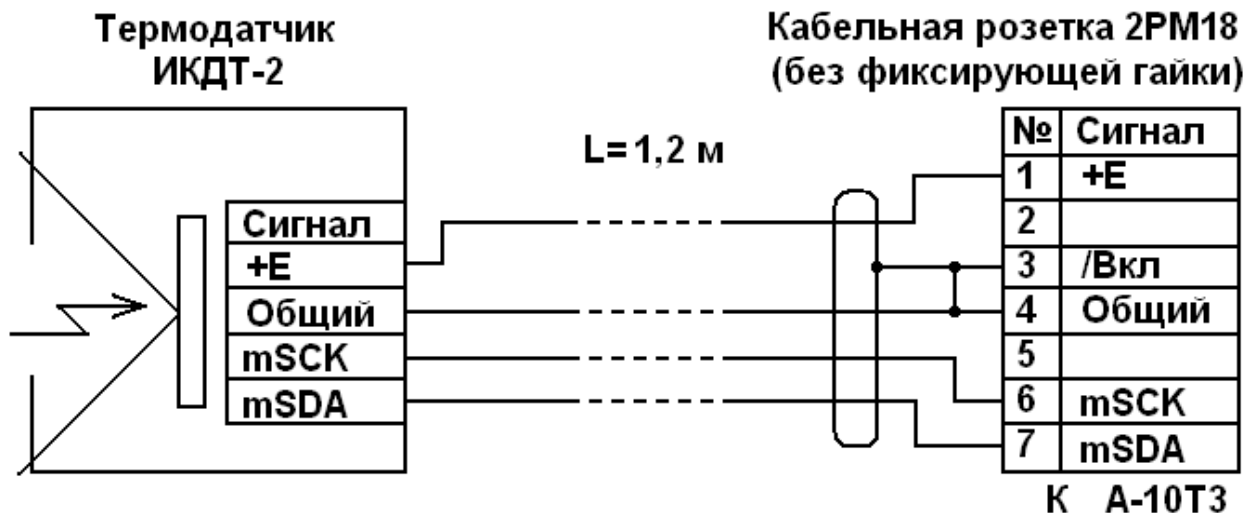 Термодатчик
ИКДТ-2
Кабельная розетка 2РМ18
(без фиксирующей гайки)
L=1,2 м
Сигнал
+Е
Общий
mSCK
mSDA
№ Сигнал
1 +Е
2
3 /Вкл
4 Общий
5
6 mSCK
7 mSDA
К А-10Т3